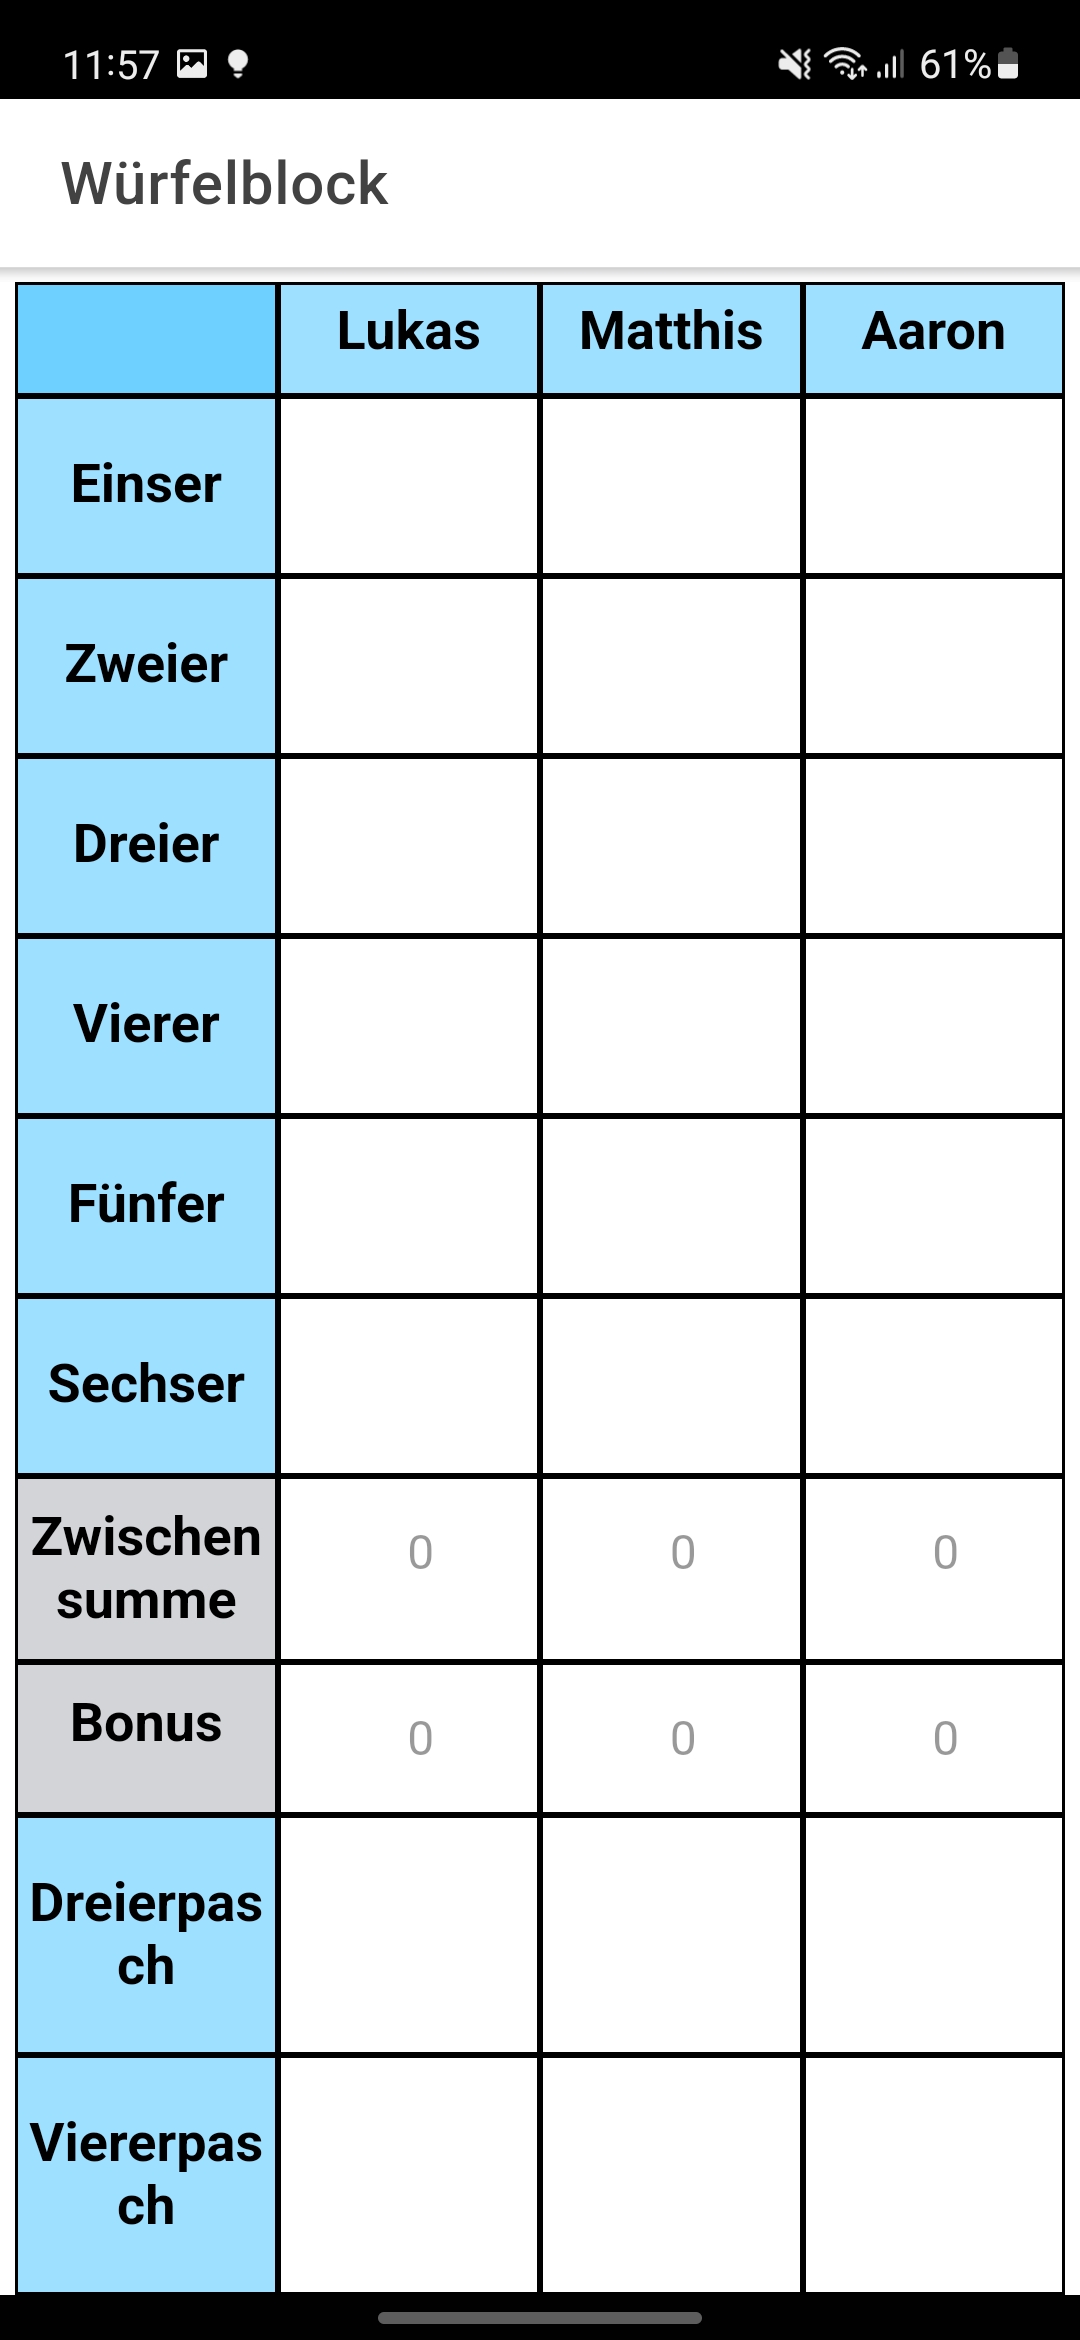 11:57 61%
Würfelblock
Lukas Matthis Aaron
Einser
Zweier
Dreier
Vierer
Fünfer
Sechser
Zwischen
summe
0 0 0
Bonus
0 0 0
Dreierpas
ch
Viererpas
ch